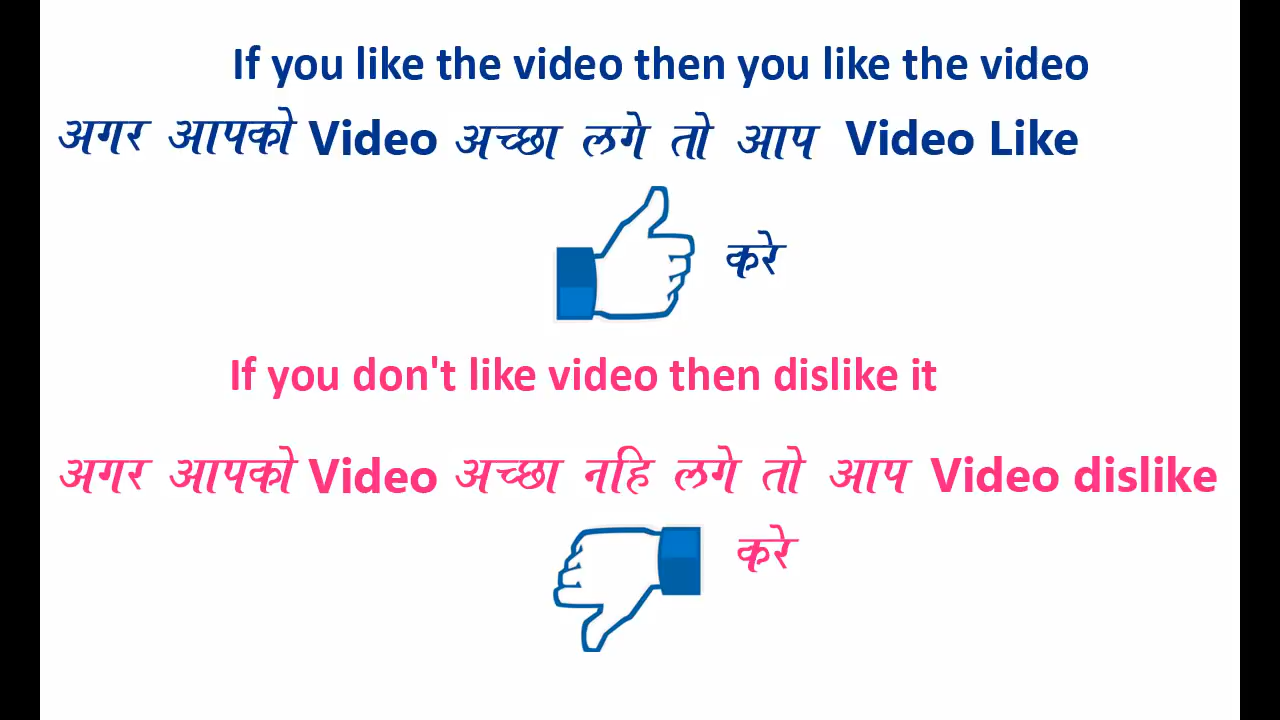 If you like the video then you like the video
अगर आपको Video अच्छा लगे तो आप Video Like
करे
If you don't like video then dislike it
अगर आपको Video अच्छा नहि लगे तो आप Video dislike
करे